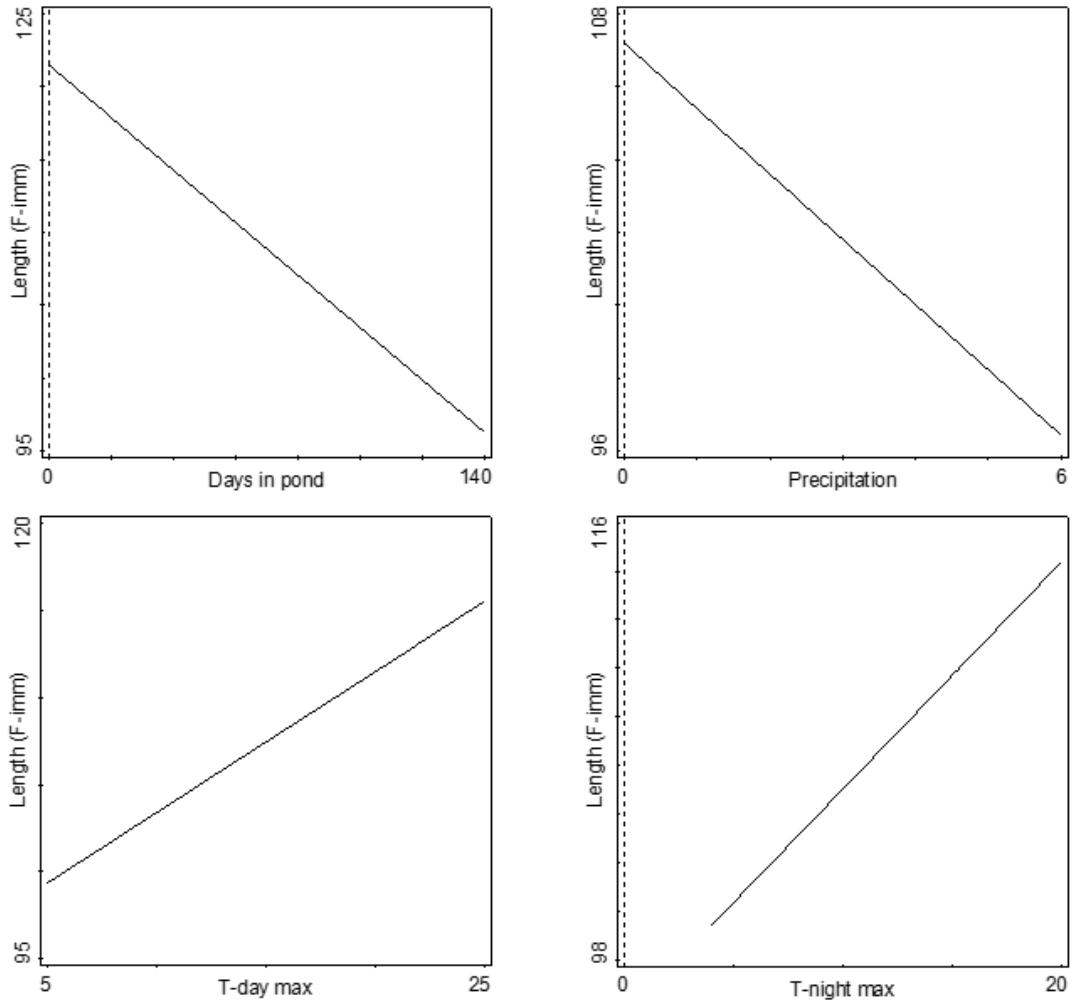 125
Length (F-imm)
95
0
Days in pond
140
108
Length (F-imm)
96
0
Precipitation
6
120
Length (F-imm)
95
5
T-day max
25
116
Length (F-imm)
98
0
T-night max
20